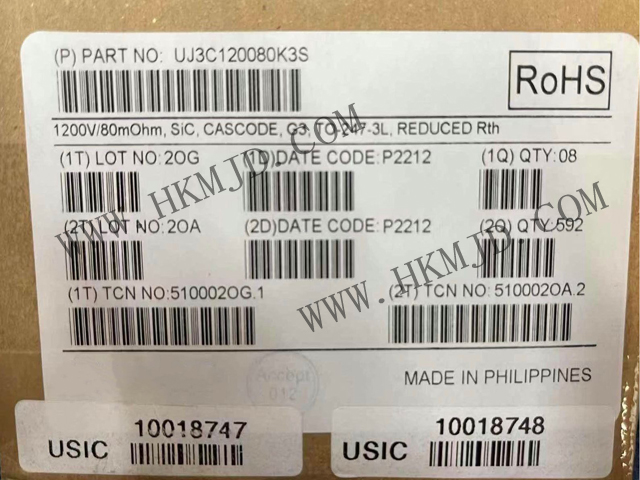 (P) PART NO: UJ3C120080K3S
RoHS
1200V/80mOhm, SiC, CASCODE, G3, TO-247-3L, REDUCED Rth
(1T) LOT NO: 2OG (1D)DATE CODE: P2212 (1Q) QTY: 08
(2T) LOT NO: 2OA (2D)DATE CODE: P2212 (2Q) QTY: 592
(1T) TCN NO: 510002OG.1 (2T) TCN NO: 510002OA.2
WWW.HKMJD.COM
WWW.HKMJD.COM
Accept
012
MADE IN PHILIPPINES
10018747
USIC
10018748
USIC